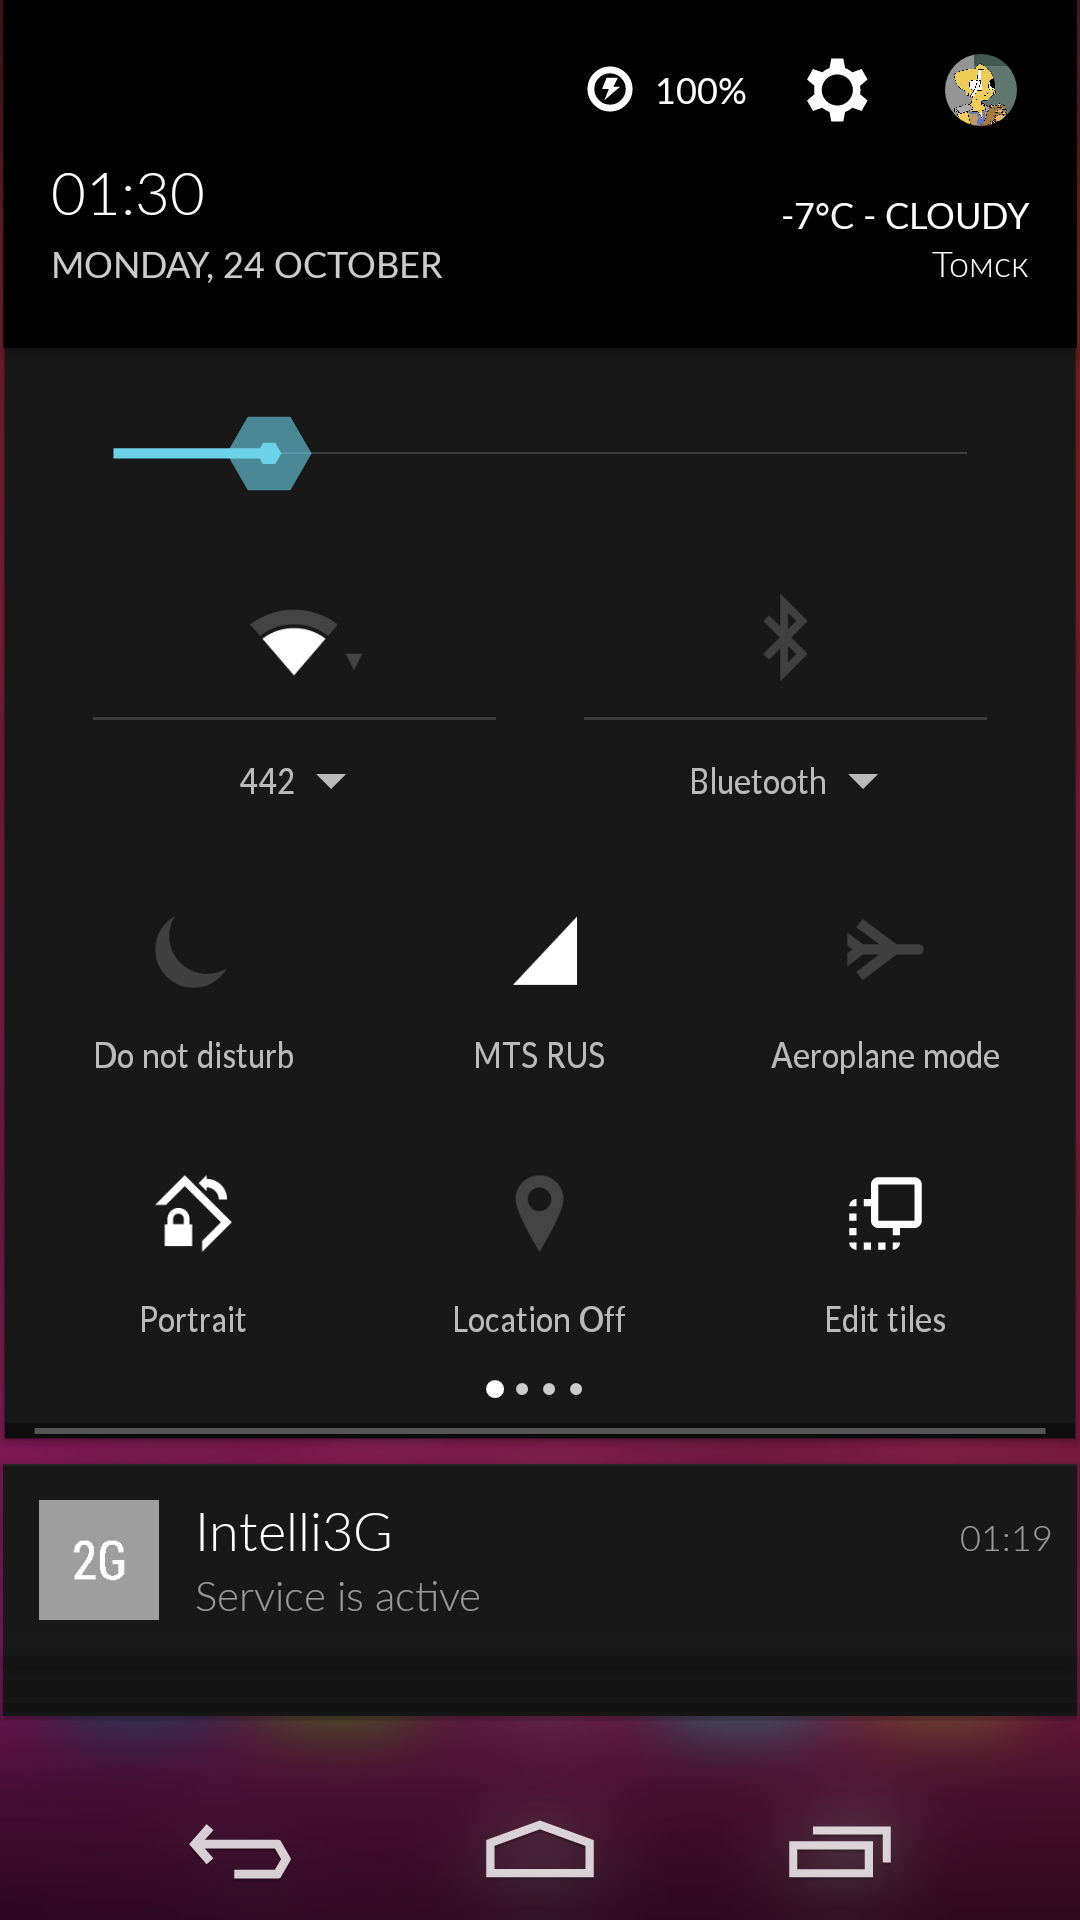 100%
01:30
-7°C - CLOUDY
MONDAY, 24 OCTOBER
Томск
442
Bluetooth
Do not disturb
MTS RUS
Aeroplane mode
Portrait
Location Off
Edit tiles
2G
Intelli3G
01:19
Service is active